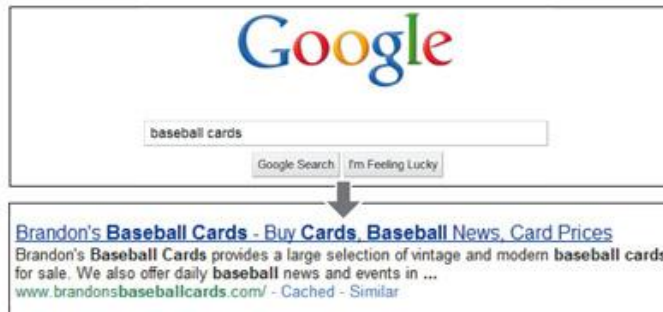 Google
baseball cards
Google Search I'm Feeling Lucky
Brandon's Baseball Cards - Buy Cards, Baseball News, Card Prices
Brandon's Baseball Cards provides a large selection of vintage and modern baseball cards
for sale. We also offer daily baseball news and events in ...
www.brandonsbaseballcards.com/ - Cached - Similar